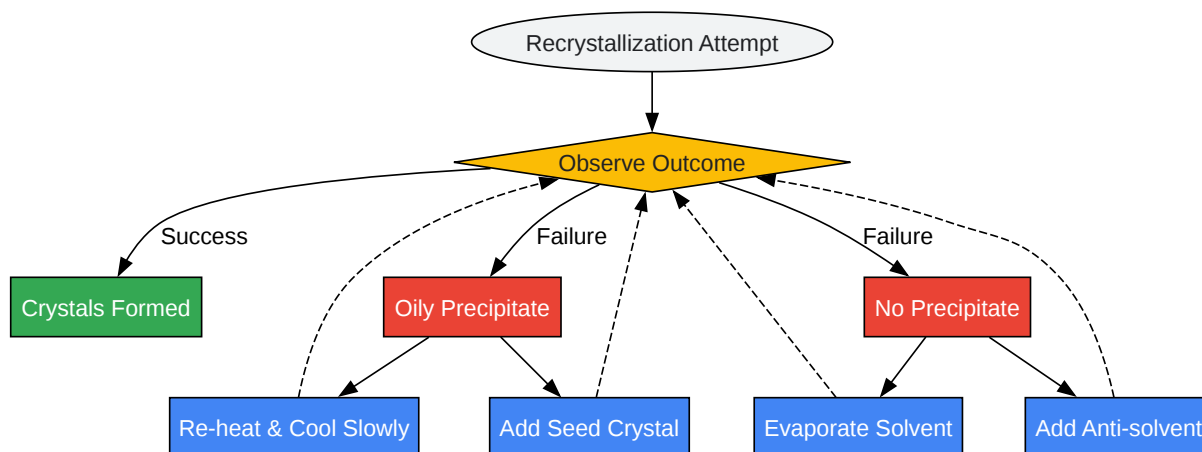 Recrystallization Attempt
Observe Outcome
Success
Failure
Failure
Crystals Formed
Oily Precipitate
No Precipitate
Re-heat & Cool Slowly
Add Seed Crystal
Evaporate Solvent
Add Anti-solvent